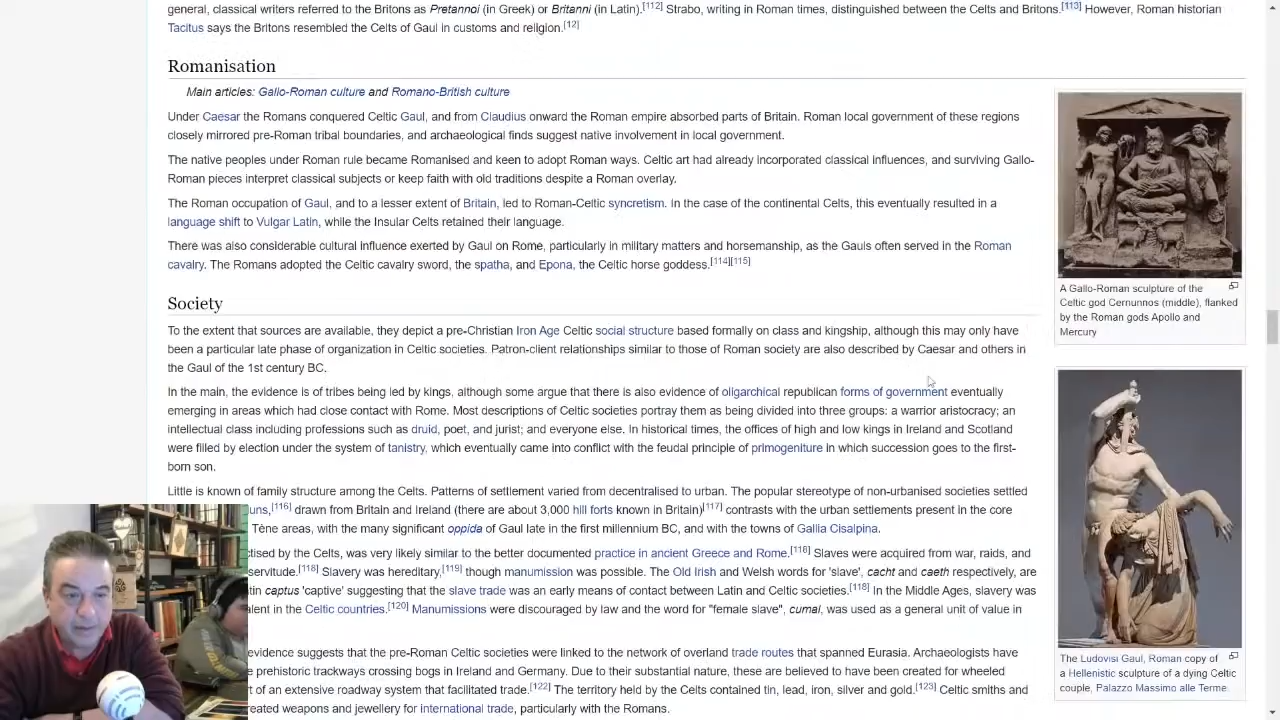 general, classical writers referred to the Britons as Pretannoi (in Greek) or Britanni (in Latin).[112] Strabo, writing in Roman times, distinguished between the Celts and Britons.[113] However, Roman historian
Tacitus says the Britons resembled the Celts of Gaul in customs and religion.[12]
Romanisation
Main articles: Gallo-Roman culture and Romano-British culture
Under Caesar the Romans conquered Celtic Gaul, and from Claudius onward the Roman empire absorbed parts of Britain. Roman local government of these regions
closely mirrored pre-Roman tribal boundaries, and archaeological finds suggest native involvement in local government.
The native peoples under Roman rule became Romanised and keen to adopt Roman ways. Celtic art had already incorporated classical influences, and surviving Gallo-
Roman pieces interpret classical subjects or keep faith with old traditions despite a Roman overlay.
The Roman occupation of Gaul, and to a lesser extent of Britain, led to Roman-Celtic syncretism. In the case of the continental Celts, this eventually resulted in a
language shift to Vulgar Latin, while the Insular Celts retained their language.
There was also considerable cultural influence exerted by Gaul on Rome, particularly in military matters and horsemanship, as the Gauls often served in the Roman
cavalry. The Romans adopted the Celtic cavalry sword, the spatha, and Epona, the Celtic horse goddess.[114][115]
A Gallo-Roman sculpture of the
Celtic god Cernunnos (middle), flanked
by the Roman gods Apollo and
Mercury
Society
To the extent that sources are available, they depict a pre-Christian Iron Age Celtic social structure based formally on class and kingship, although this may only have
been a particular late phase of organization in Celtic societies. Patron-client relationships similar to those of Roman society are also described by Caesar and others in
the Gaul of the 1st century BC.
In the main, the evidence is of tribes being led by kings, although some argue that there is also evidence of oligarchical republican forms of government eventually
emerging in areas which had close contact with Rome. Most descriptions of Celtic societies portray them as being divided into three groups: a warrior aristocracy; an
intellectual class including professions such as druid, poet, and jurist; and everyone else. In historical times, the offices of high and low kings in Ireland and Scotland
were filled by election under the system of tanistry, which eventually came into conflict with the feudal principle of primogeniture in which succession goes to the first-
born son.
Little is known of family structure among the Celts. Patterns of settlement varied from decentralised to urban. The popular stereotype of non-urbanised societies settled
uns,[116] drawn from Britain and Ireland (there are about 3,000 hill forts known in Britain)[117] contrasts with the urban settlements present in the core
Tène areas, with the many significant oppida of Gaul late in the first millennium BC, and with the towns of Gallia Cisalpina.
ctised by the Celts, was very likely similar to the better documented practice in ancient Greece and Rome.[118] Slaves were acquired from war, raids, and
servitude.[118] Slavery was hereditary,[119] though manumission was possible. The Old Irish and Welsh words for 'slave', cacht and caeth respectively, are
tin captus 'captive' suggesting that the slave trade was an early means of contact between Latin and Celtic societies.[118] In the Middle Ages, slavery was
alent in the Celtic countries.[120] Manumissions were discouraged by law and the word for "female slave", cumal, was used as a general unit of value in
evidence suggests that the pre-Roman Celtic societies were linked to the network of overland trade routes that spanned Eurasia. Archaeologists have
prehistoric trackways crossing bogs in Ireland and Germany. Due to their substantial nature, these are believed to have been created for wheeled
rt of an extensive roadway system that facilitated trade.[122] The territory held by the Celts contained tin, lead, iron, silver and gold.[123] Celtic smiths and
reated weapons and jewellery for international trade, particularly with the Romans.
The Ludovisi Gaul, Roman copy of
a Hellenistic sculpture of a dying Celtic
couple, Palazzo Massimo alle Terme.